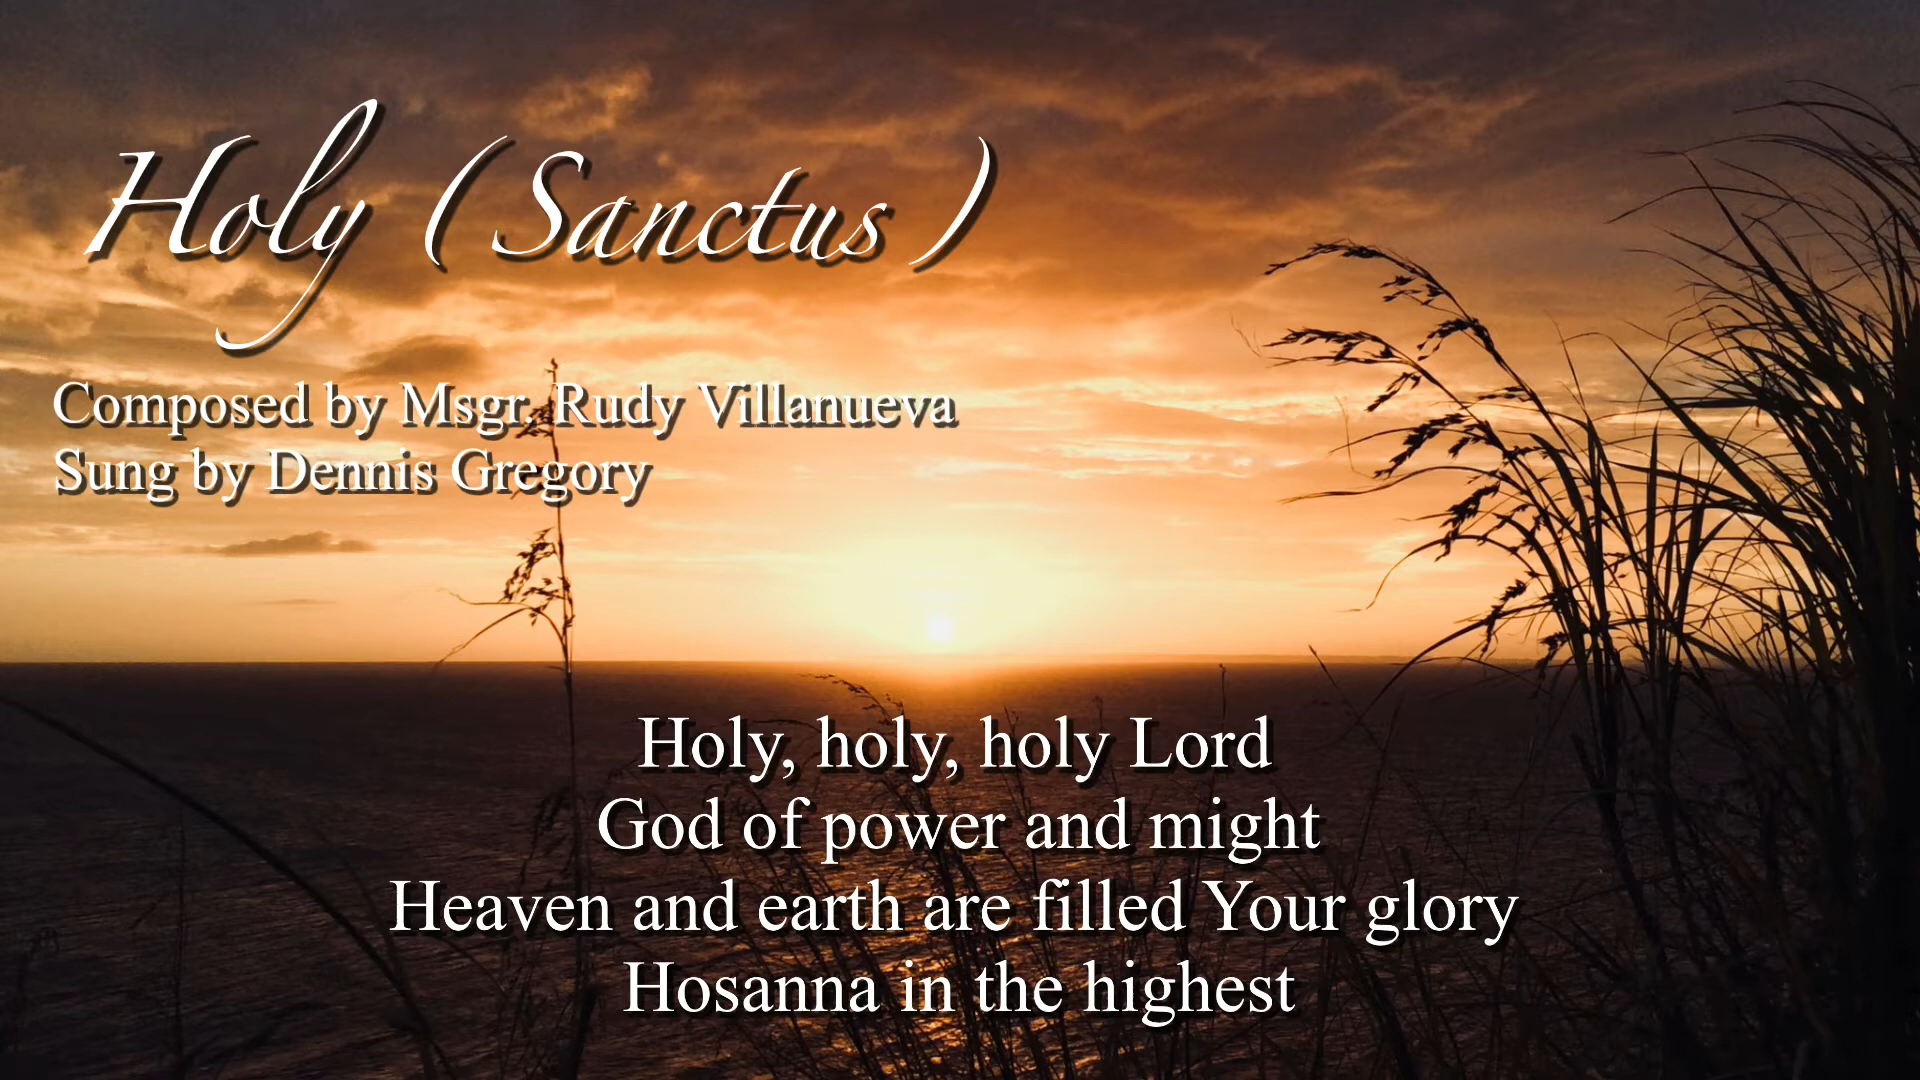 Holy (Sanctus)
Composed by Msgr. Rudy Villanueva
Sung by Dennis Gregory
Holy, holy, holy Lord
God of power and might
Heaven and earth are filled Your glory
Hosanna in the highest